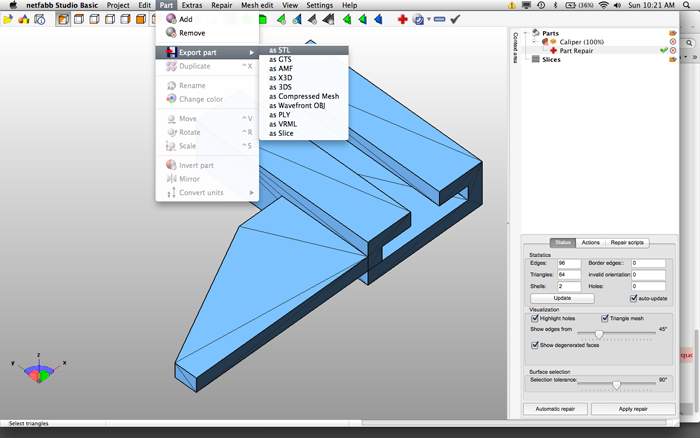 netfabb Studio Basic Project Edit Part Extras Repair Mesh edit View Settings Help (36%) Sun 10:21 AM
Add
Remove
Export part
Duplicate ^ X
Rename
Change color
Move ^ V
Rotate ^ R
Scale ^ S
Invert part
Mirror
Convert units
as STL
as GTS
as AMF
as X3D
as 3DS
as Compressed Mesh
as Wavefront OBJ
as PLY
as VRML
as Slice
Context area
Parts
Caliper (100%)
Part Repair
Slices
Status Actions Repair scripts
Statistics
Edges: 96 Border edges: 0
Triangles: 64 invalid orientation 0
Shells: 2 Holes: 0
Update auto-update
Visualization
Highlight holes Triangle mesh
Show edges from 45°
Show degenerated faces
Surface selection
Selection tolerance: 90°
Automatic repair Apply repair
z
y x
Select triangles
quo